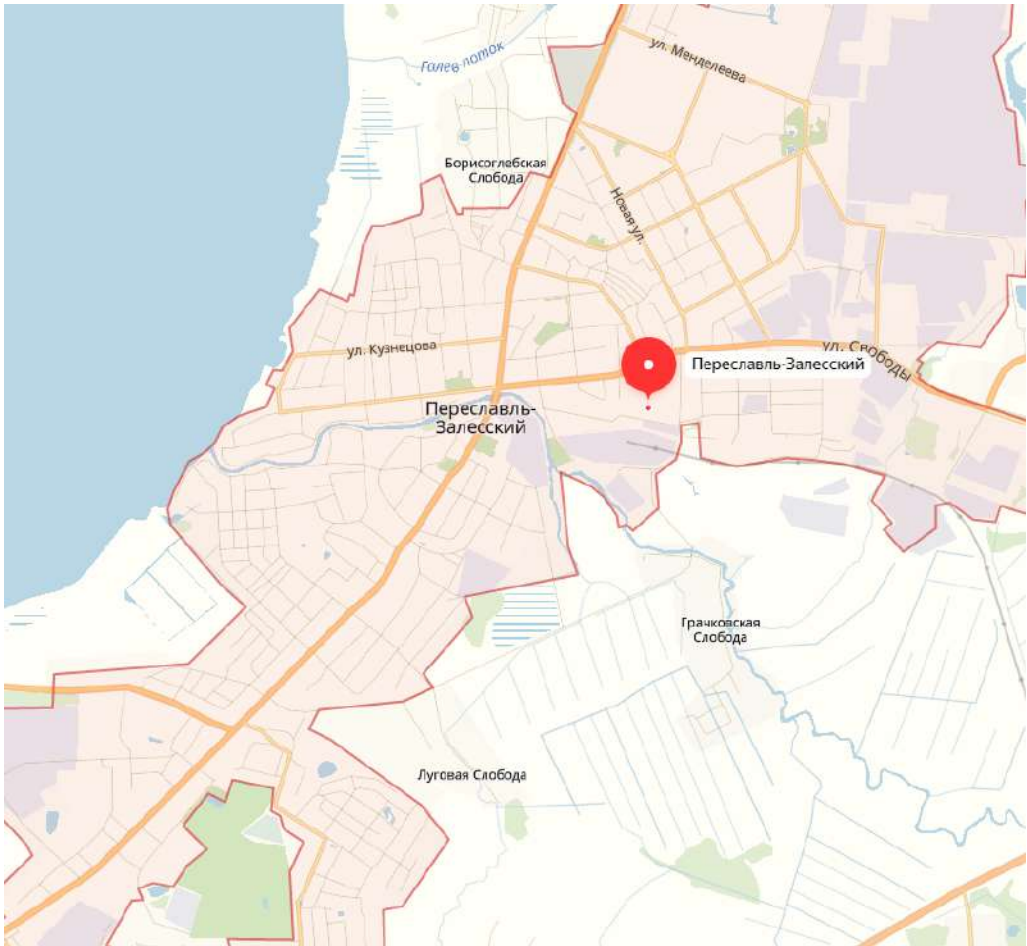 ул. Менделеева
Галев поток
Борисоглебская
Слобода
Новая ул.
ул. Кузнецова
ул. Свободы
Переславль-Залесский
Переславль-
Залесский
Грачковская
Слобода
Луговая Слобода